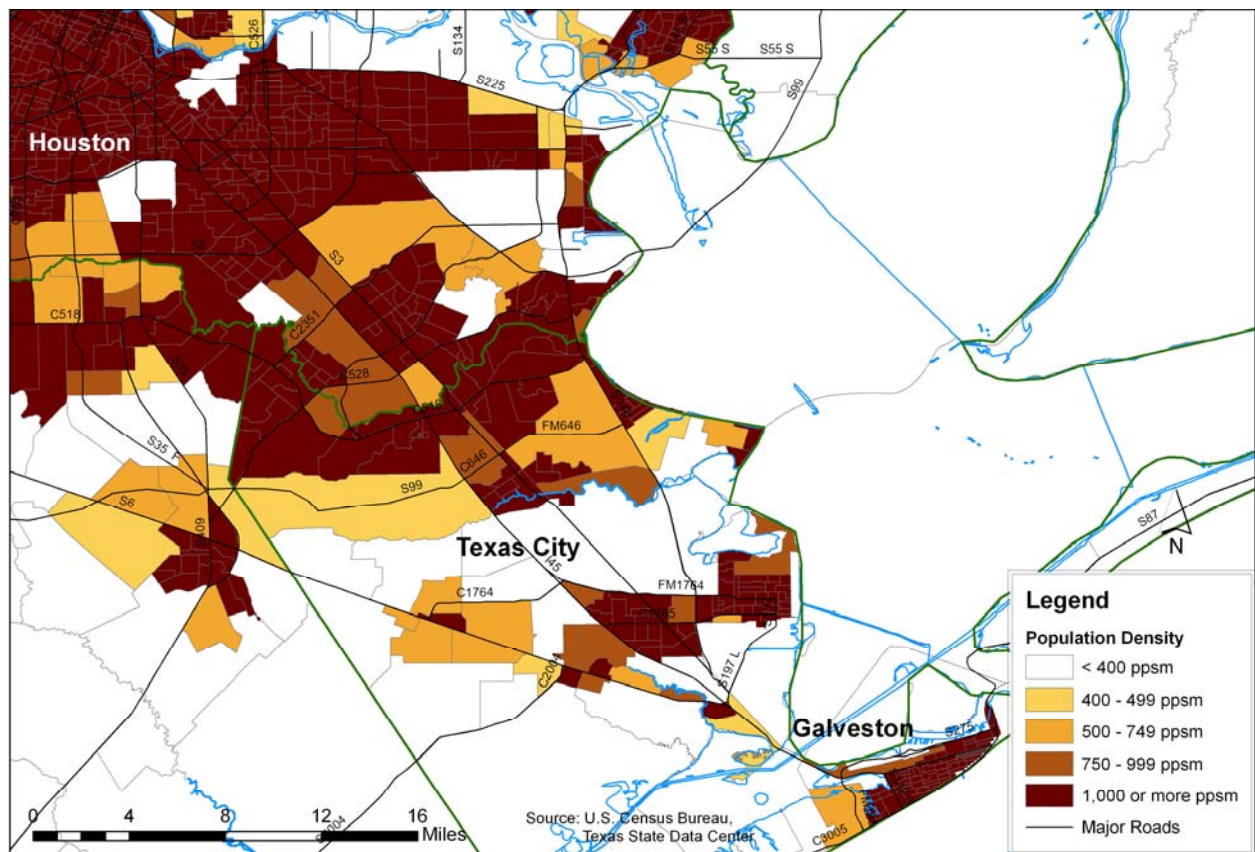 C526
S134
S55 S
S55 S
S225
S99
Houston
S8
S3
C518
C2351
C528
FM646
C646
S35 F
S99
S6
S87
N
Texas City
I45
C1764
FM1764
C2004
S197 L
Galveston
S275
C3005
Legend
Population Density
< 400 ppsm
400 - 499 ppsm
500 - 749 ppsm
750 - 999 ppsm
1,000 or more ppsm
Major Roads
0 4 8 12 16
Miles
Source: U.S. Census Bureau,
Texas State Data Center